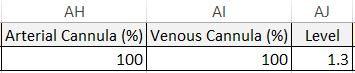 AH AI AJ
Arterial Cannula (%) Venous Cannula (%) Level
100 100 1.3